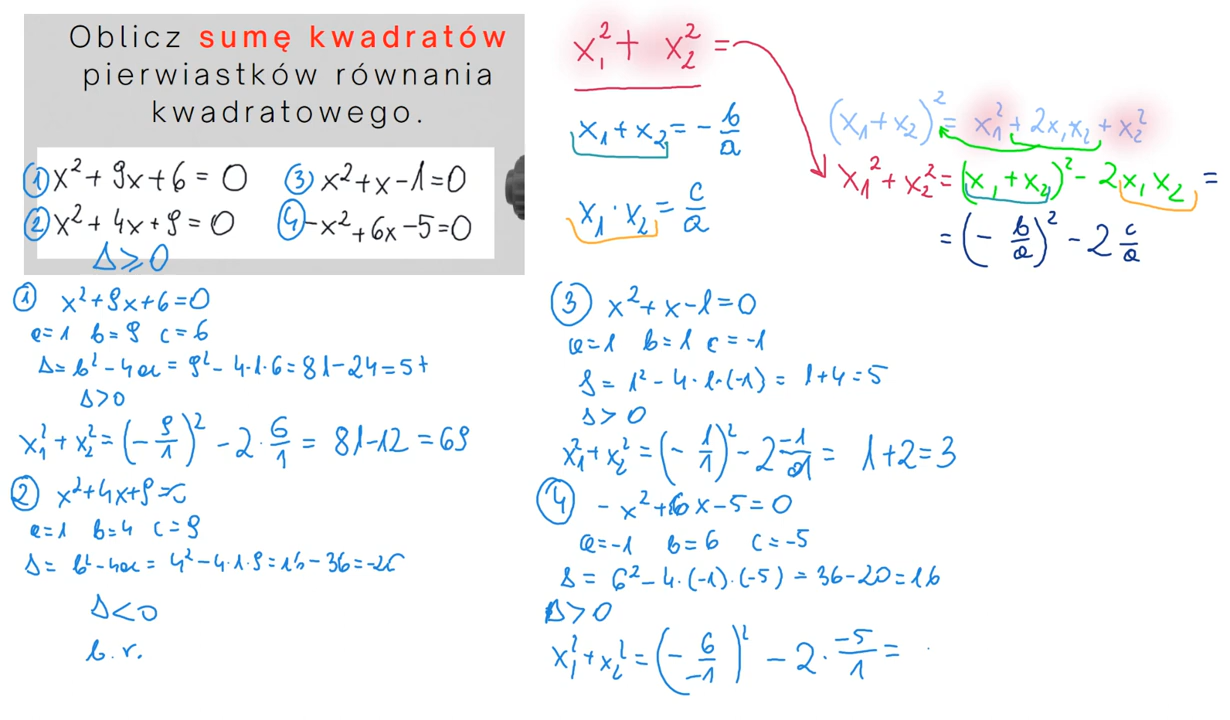 Oblicz sumę kwadratów
pierwiastków równania
kwadratowego.
① x² + 9x + 6 = 0
③ x² + x - 1 = 0
② x² + 4x + 9 = 0
④ -x² + 6x - 5 = 0
Δ ⩾ 0
x₁² + x₂² =
x₁ + x₂ = - b/a
x₁ · x₂ = c/a
(x₁ + x₂)² = x₁² + 2x₁x₂ + x₂²
x₁² + x₂² = (x₁ + x₂)² - 2x₁x₂ =
= (- b/a)² - 2 c/a
① x² + 9x + 6 = 0
a = 1 b = 9 c = 6
Δ = b² - 4ac = 9² - 4·1·6 = 81 - 24 = 57
Δ > 0
x₁² + x₂² = (- 9/1)² - 2 · 6/1 = 81 - 12 = 69
② x² + 4x + 9 = 0
a = 1 b = 4 c = 9
Δ = b² - 4ac = 4² - 4·1·9 = 16 - 36 = -20
Δ < 0
b.r.
③ x² + x - 1 = 0
a = 1 b = 1 c = -1
Δ = 1² - 4·1·(-1) = 1 + 4 = 5
Δ > 0
x₁² + x₂² = (- 1/1)² - 2 -1/1 = 1 + 2 = 3
④ -x² + 6x - 5 = 0
a = -1 b = 6 c = -5
Δ = 6² - 4·(-1)·(-5) = 36 - 20 = 16
Δ > 0
x₁² + x₂² = (- 6/-1)² - 2 · -5/1 =